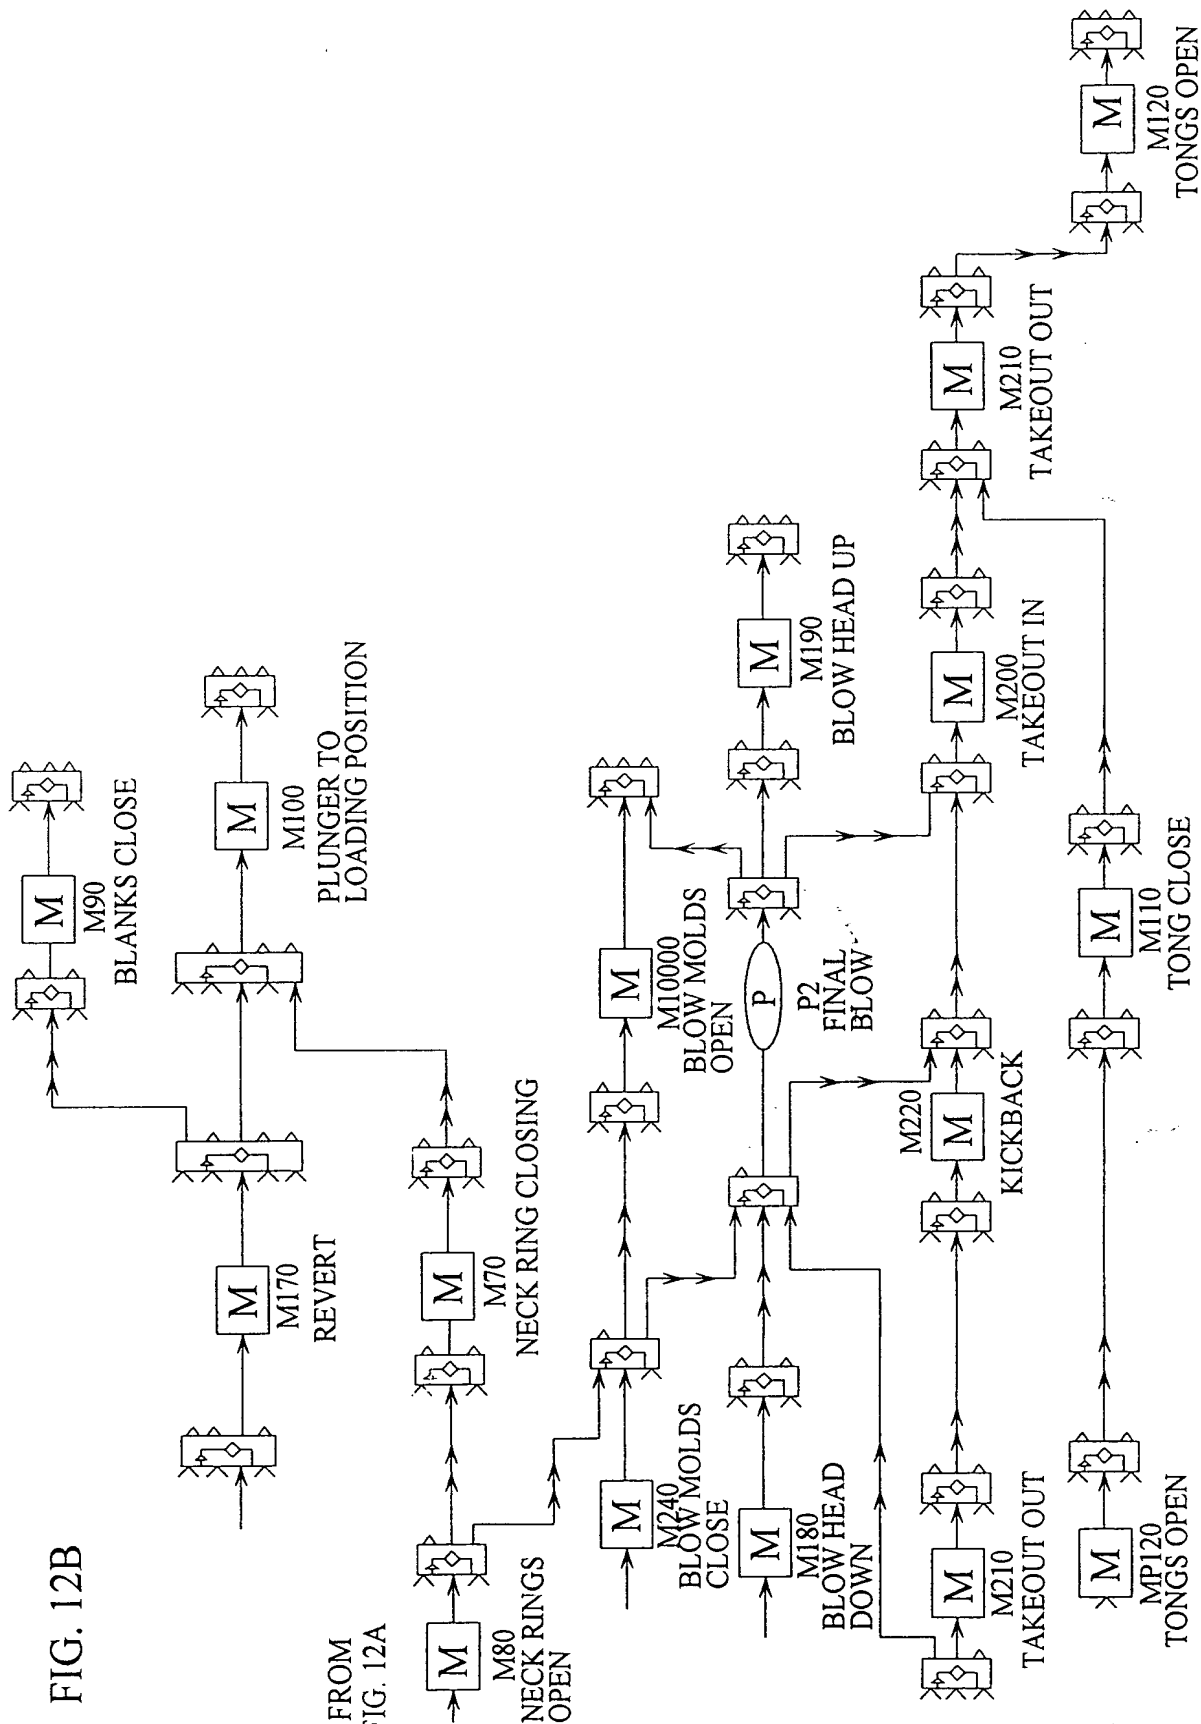 FIG. 12B
FROM
FIG. 12A
M
M90
BLANKS CLOSE
M
M170
REVERT
M
M100
PLUNGER TO
LOADING POSITION
M
M80
NECK RINGS
OPEN
M
M70
NECK RING CLOSING
M
M240
BLOW MOLDS
CLOSE
M
M10000
BLOW MOLDS
OPEN
M
M180
BLOW HEAD
DOWN
P
P2
FINAL
BLOW
M
M190
BLOW HEAD UP
M
M210
TAKEOUT OUT
M220
M
KICKBACK
M
M200
TAKEOUT IN
M
M210
TAKEOUT OUT
M
MP120
TONGS OPEN
M
M110
TONG CLOSE
M
M120
TONGS OPEN